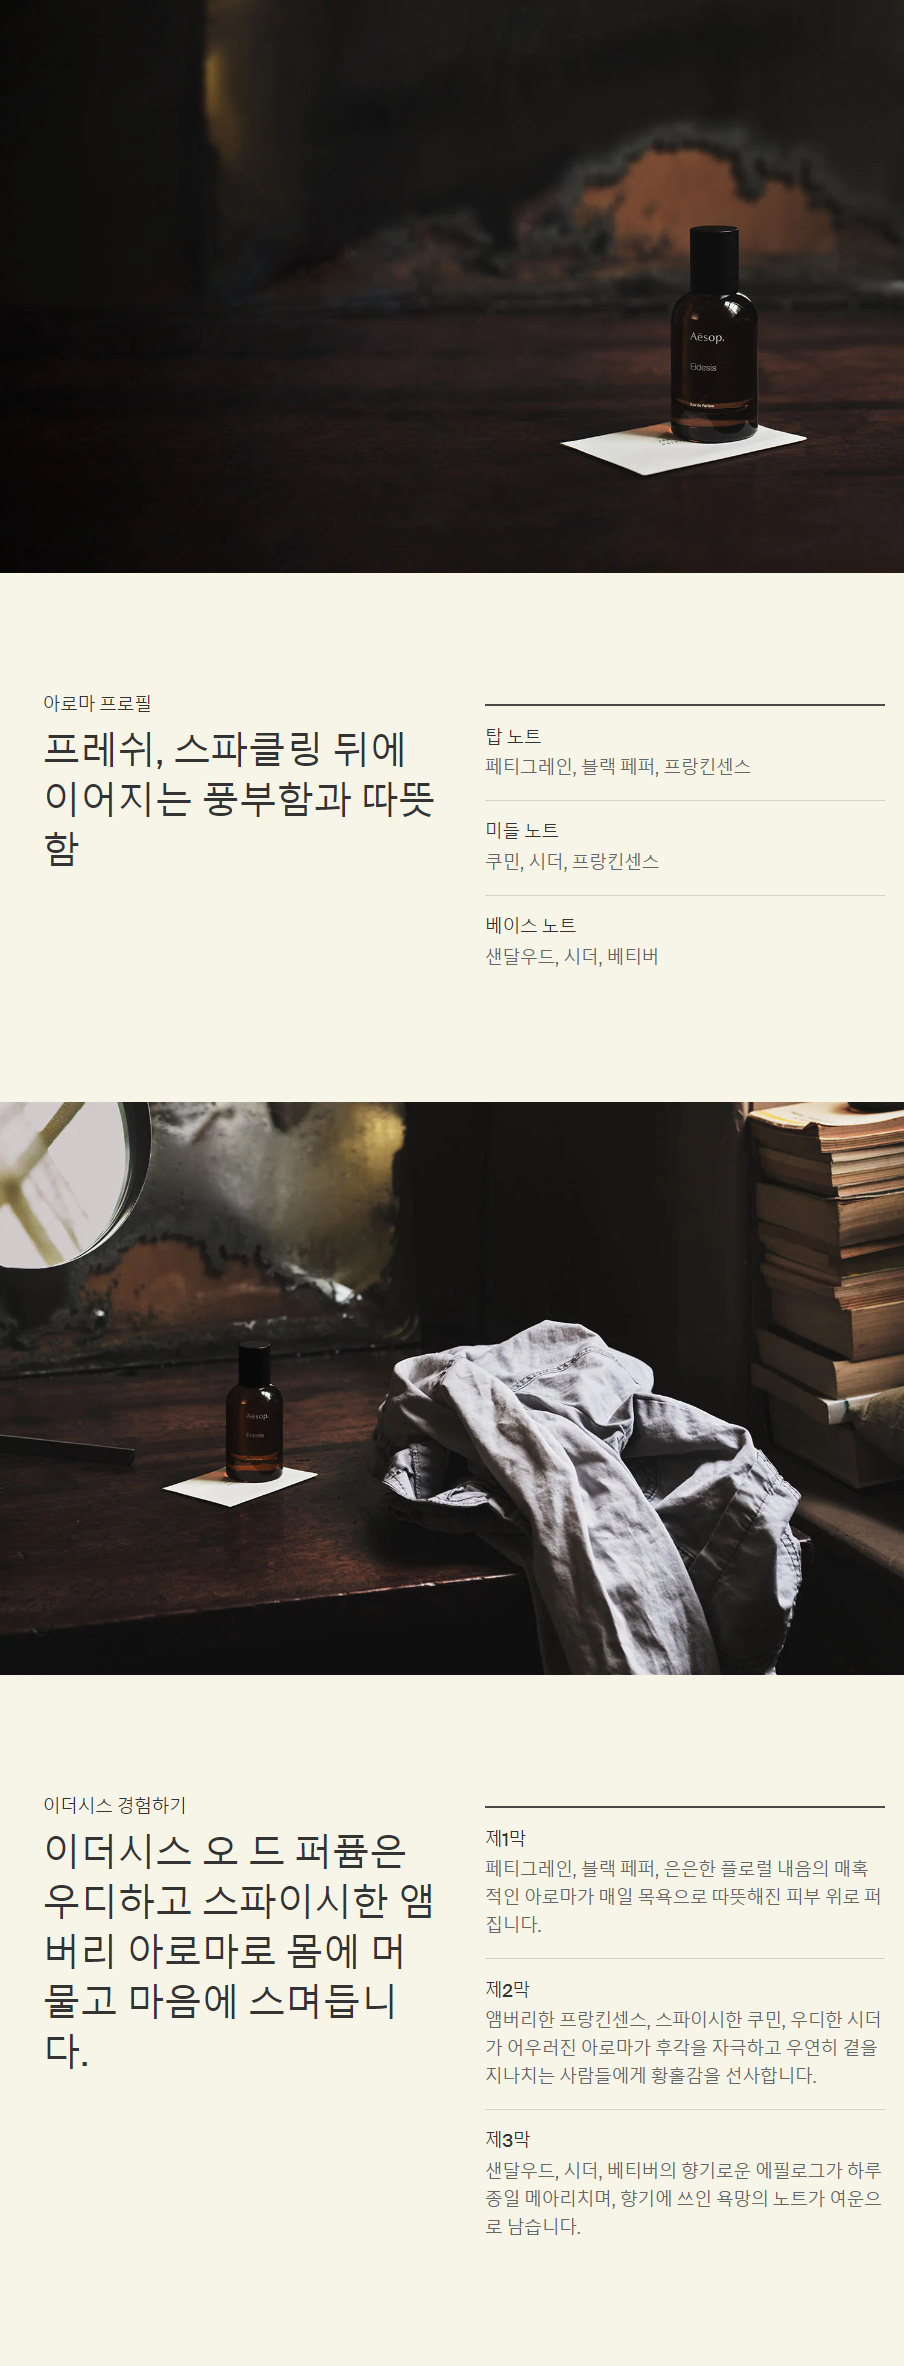 Aēsop.
Eidesis
Eau de Parfum
아로마 프로필
프레쉬, 스파클링 뒤에
이어지는 풍부함과 따뜻
함
탑 노트
페티그레인, 블랙 페퍼, 프랑킨센스
미들 노트
쿠민, 시더, 프랑킨센스
베이스 노트
샌달우드, 시더, 베티버
Aēsop.
Eidesis
이더시스 경험하기
이더시스 오 드 퍼퓸은
우디하고 스파이시한 앰
버리 아로마로 몸에 머
물고 마음에 스며듭니
다.
제1막
페티그레인, 블랙 페퍼, 은은한 플로럴 내음의 매혹
적인 아로마가 매일 목욕으로 따뜻해진 피부 위로 퍼
집니다.
제2막
앰버리한 프랑킨센스, 스파이시한 쿠민, 우디한 시더
가 어우러진 아로마가 후각을 자극하고 우연히 곁을
지나치는 사람들에게 황홀감을 선사합니다.
제3막
샌달우드, 시더, 베티버의 향기로운 에필로그가 하루
종일 메아리치며, 향기에 쓰인 욕망의 노트가 여운으
로 남습니다.